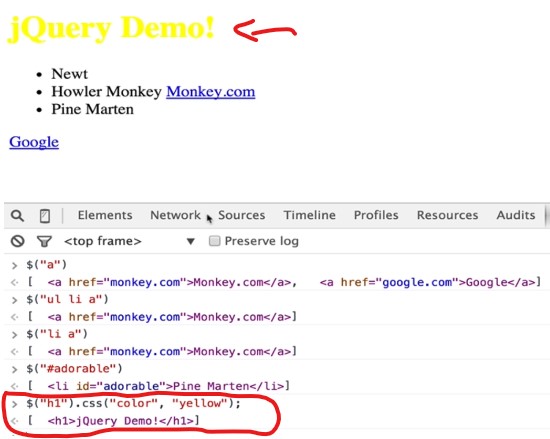 jQuery Demo!
• Newt
• Howler Monkey Monkey.com
• Pine Marten
Google
Elements Network Sources Timeline Profiles Resources Audits
<top frame> ▼ Preserve log
> $("a")
[ <a href="monkey.com">Monkey.com</a>, <a href="google.com">Google</a>]
> $("ul li a")
[ <a href="monkey.com">Monkey.com</a>]
> $("li a")
[ <a href="monkey.com">Monkey.com</a>]
> $("#adorable")
[ <li id="adorable">Pine Marten</li>]
> $("h1").css("color", "yellow");
[ <h1>jQuery Demo!</h1>]